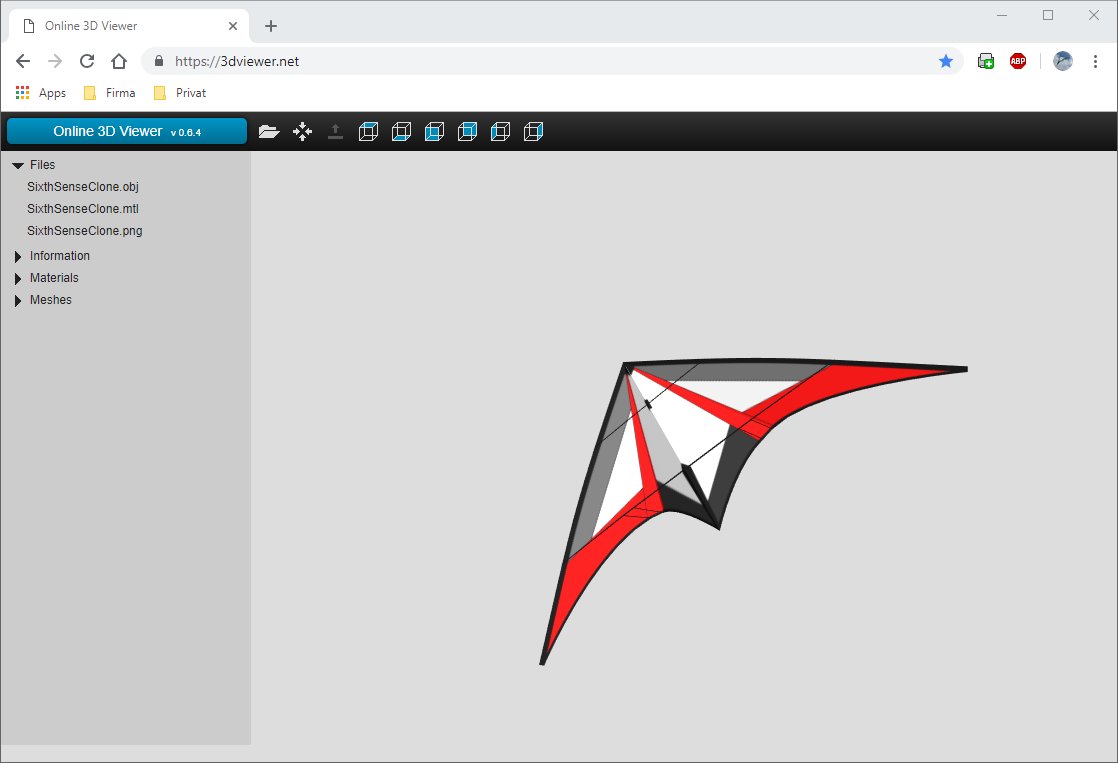 Online 3D Viewer
https://3dviewer.net
ABP
Apps Firma Privat
Online 3D Viewer v 0.6.4
Files
SixthSenseClone.obj
SixthSenseClone.mtl
SixthSenseClone.png
Information
Materials
Meshes